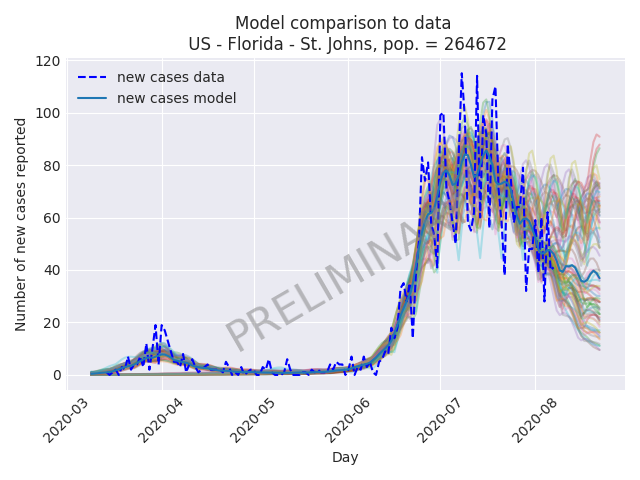 Model comparison to data
US - Florida - St. Johns, pop. = 264672
new cases data
new cases model
Number of new cases reported
120
100
80
60
40
20
0
PRELIMINA
2020-03
2020-04
2020-05
2020-06
2020-07
2020-08
Day